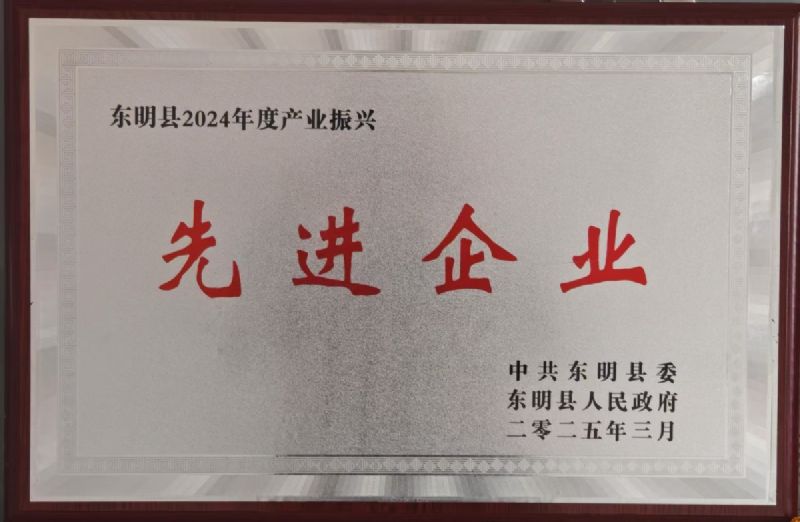 东明县2024年度产业振兴
先进企业
中共东明县委
东明县人民政府
二零二五年三月